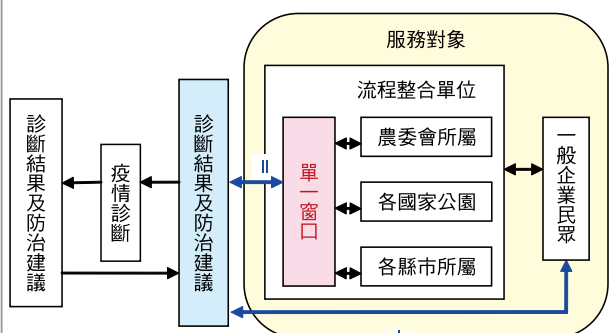 服務對象
流程整合單位
診斷結果及防治建議
疫情診斷
診斷結果及防治建議
II
單一窗口
農委會所屬
各國家公園
各縣市所屬
一般企業民眾